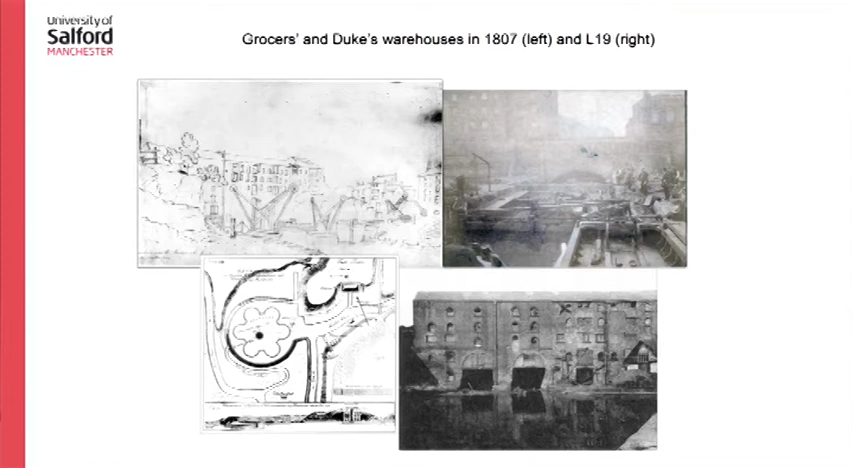 University of
Salford
MANCHESTER
Grocers' and Duke's warehouses in 1807 (left) and L19 (right)